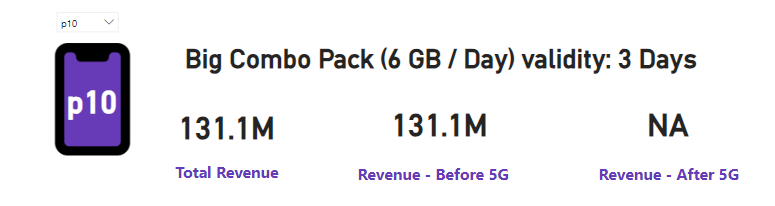 p10
p10
Big Combo Pack (6 GB / Day) validity: 3 Days
131.1M
Total Revenue
131.1M
Revenue - Before 5G
NA
Revenue - After 5G